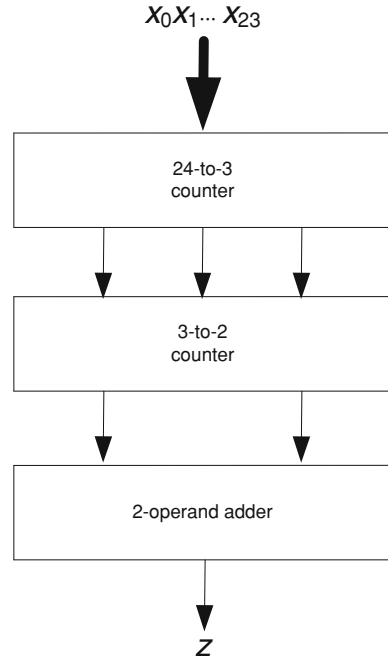 x₀x₁... x₂₃
24-to-3
counter
3-to-2
counter
2-operand adder
z